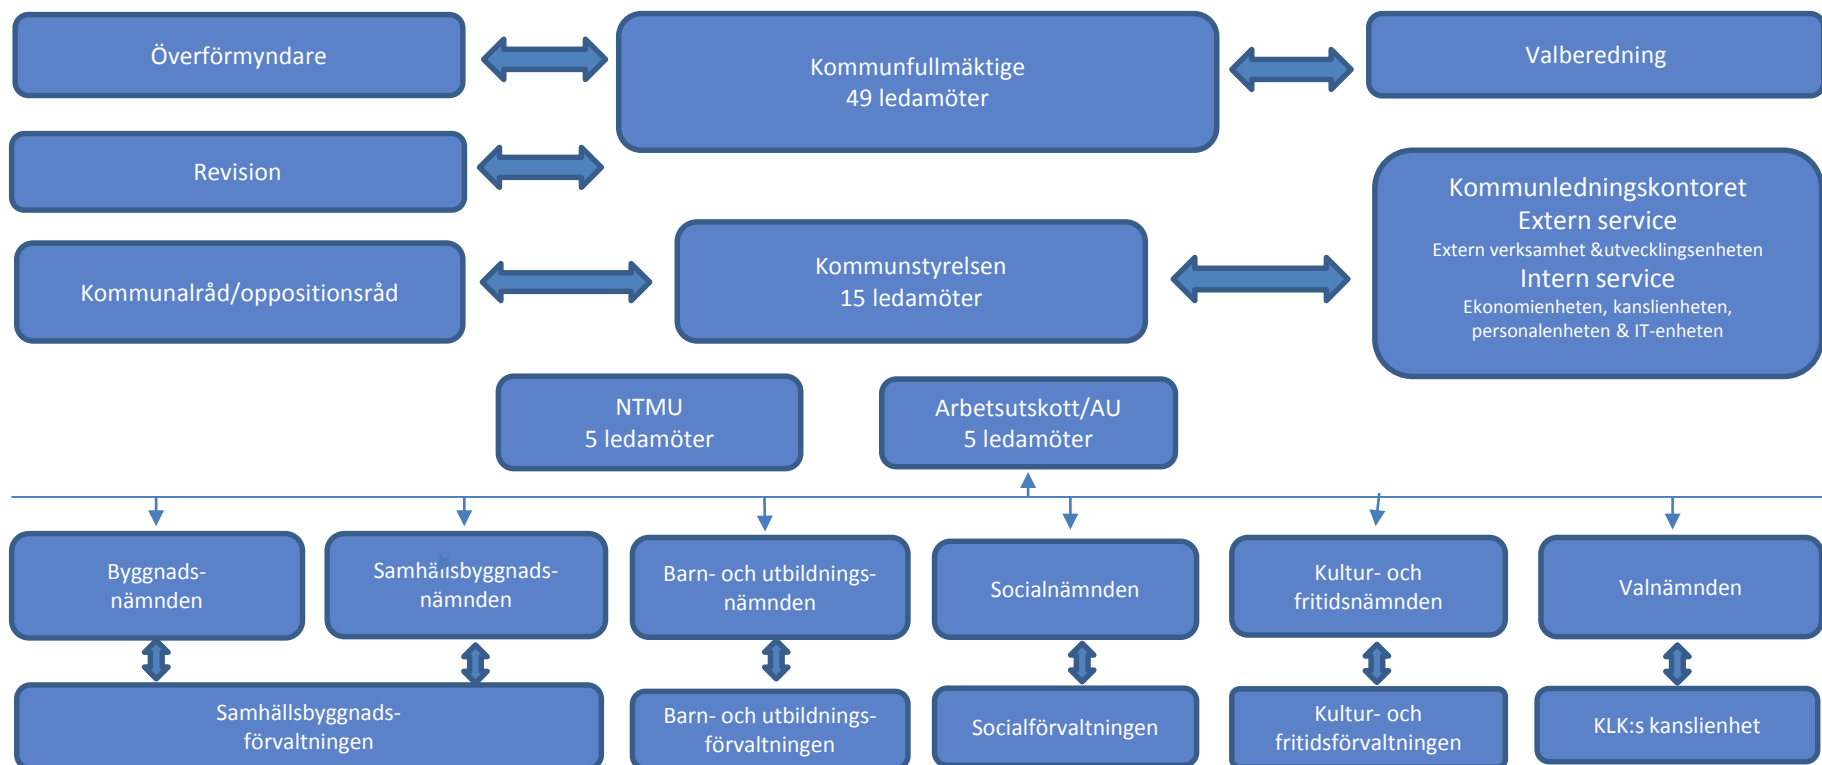 Överförmyndare
Kommunfullmäktige
49 ledamöter
Valberedning
Revision
Kommunalråd/oppositionsråd
Kommunstyrelsen
15 ledamöter
Kommunledningskontoret
Extern service
Extern verksamhet &utvecklingsenheten
Intern service
Ekonomienheten, kanslienheten,
personalenheten & IT-enheten
NTMU
5 ledamöter
Arbetsutskott/AU
5 ledamöter
Byggnads-
nämnden
Samhällsbyggnads-
nämnden
Barn- och utbildnings-
nämnden
Socialnämnden
Kultur- och
fritidsnämnden
Valnämnden
Samhällsbyggnads-
förvaltningen
Barn- och utbildnings-
förvaltningen
Socialförvaltningen
Kultur- och
fritidsförvaltningen
KLK:s kanslienhet